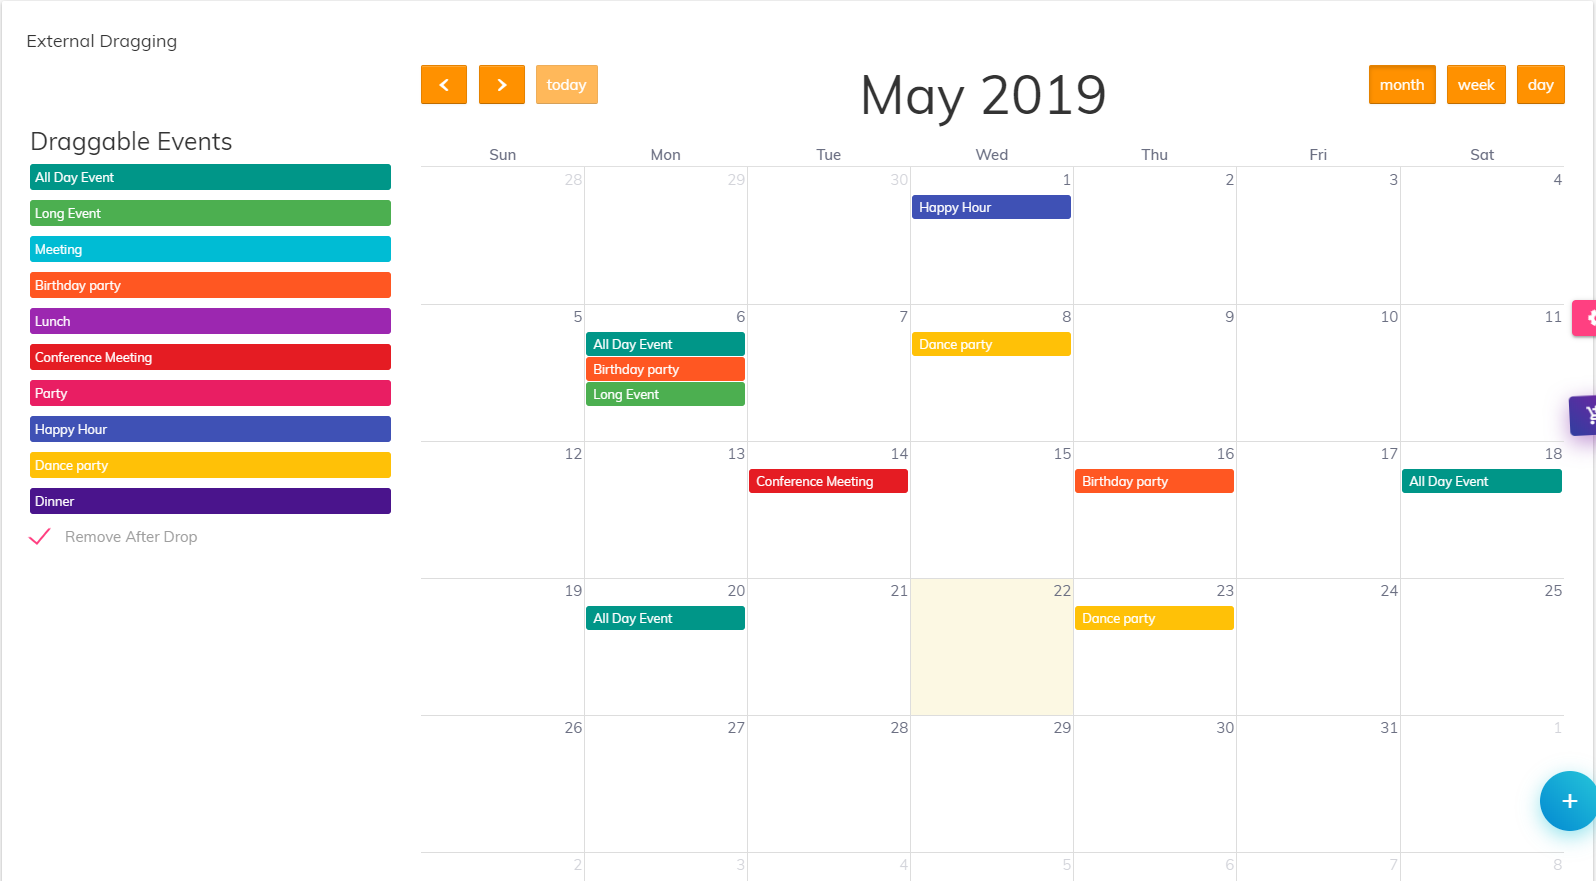 External Dragging
today
May 2019
month week day
Draggable Events
All Day Event
Long Event
Meeting
Birthday party
Lunch
Conference Meeting
Party
Happy Hour
Dance party
Dinner
Remove After Drop
Sun Mon Tue Wed Thu Fri Sat
28 29 30 1 2 3 4
Happy Hour
5 6 7 8 9 10 11
All Day Event Dance party
Birthday party
Long Event
12 13 14 15 16 17 18
Conference Meeting Birthday party All Day Event
19 20 21 22 23 24 25
All Day Event Dance party
26 27 28 29 30 31 1
2 3 4 5 6 7 8